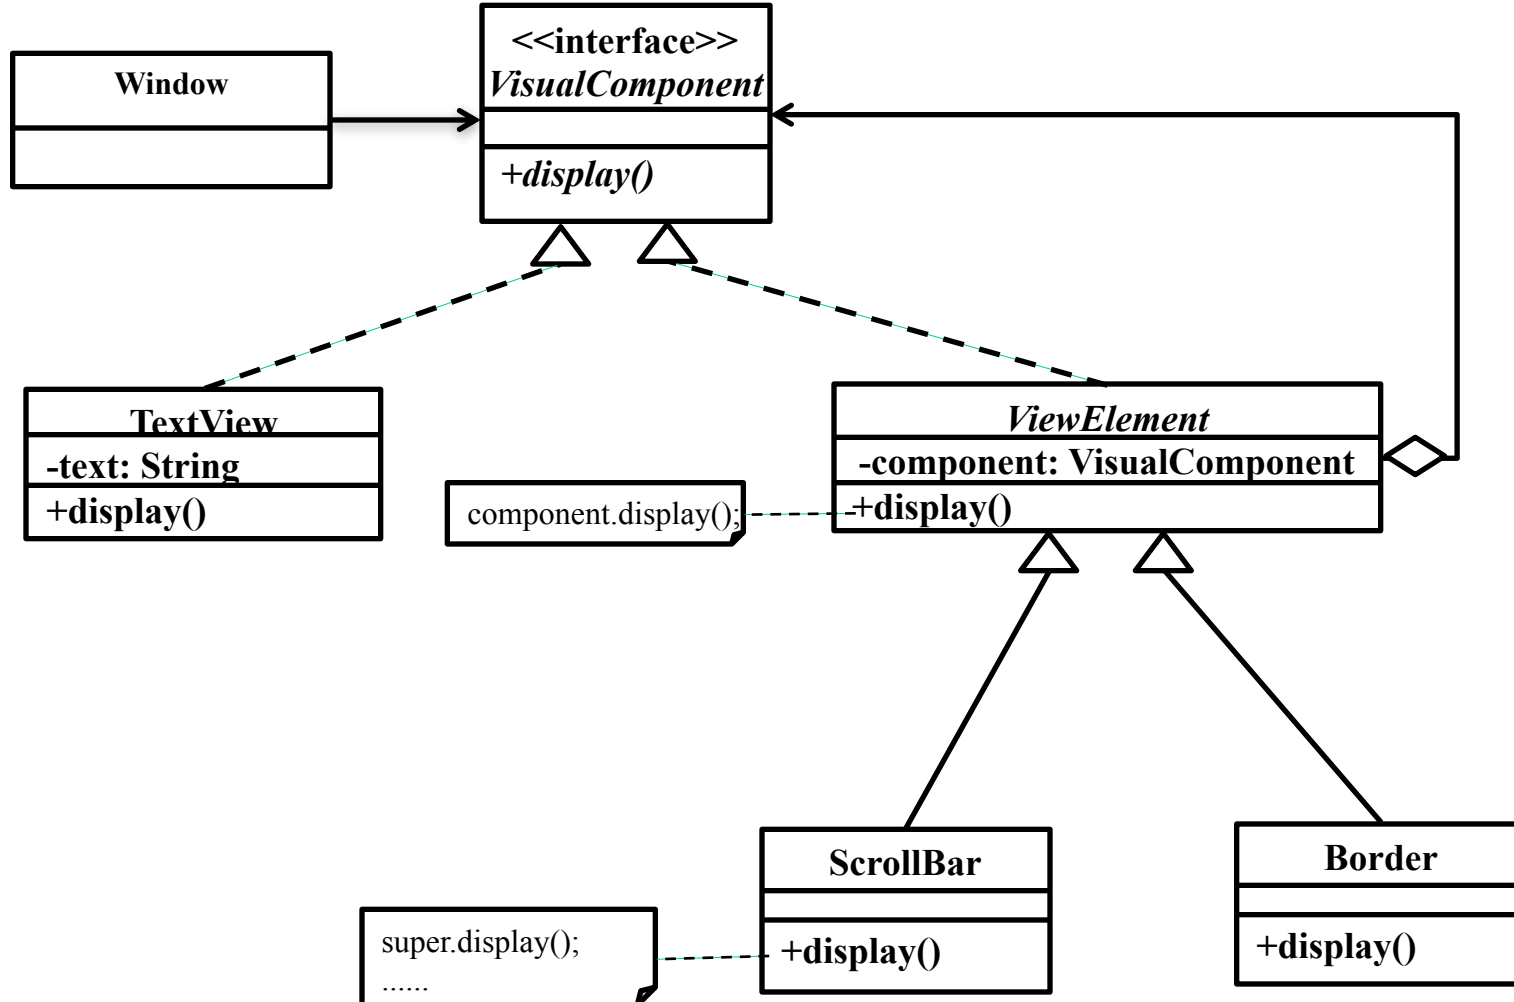 Window
<<interface>>
VisualComponent
+display()
TextView
-text: String
+display()
ViewElement
-component: VisualComponent
+display()
component.display();
ScrollBar
+display()
Border
+display()
super.display();
......